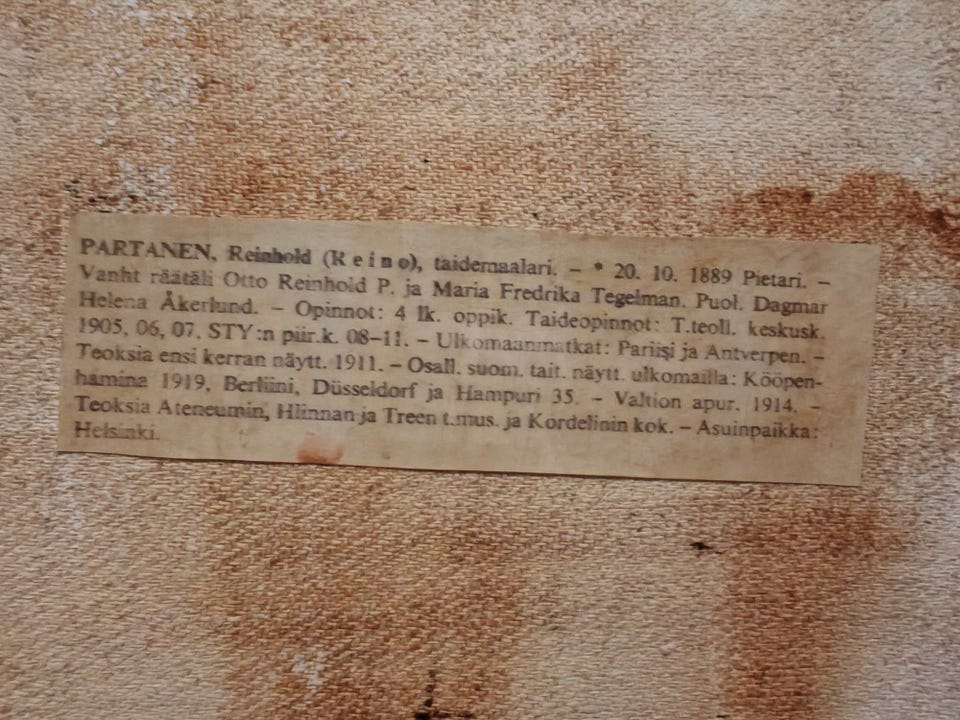 PARTANEN, Reinhold (Reino), taidemaalari. – * 20. 10. 1889 Pietari. –
Vanht räätäli Otto Reinhold P. ja Maria Fredrika Tegelman. Puol. Dagmar
Helena Åkerlund. – Opinnot: 4 lk. oppik. Taideopinnot: T.teoll. keskusk.
1905, 06, 07, STY:n piir.k. 08–11. – Ulkomaanmatkat: Pariisi ja Antverpen. –
Teoksia ensi kerran näytt. 1911. – Osall. suom. tait. näytt. ulkomailla: Kööpen-
hamina 1919, Berliini, Düsseldorf ja Hampuri 35. – Valtion apur. 1914. –
Teoksia Ateneumin, Hlinnan ja Treen t.mus. ja Kordelinin kok. – Asuinpaikka:
Helsinki.